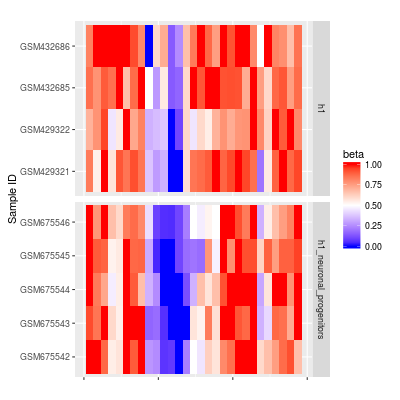 Sample ID
GSM432686
GSM432685
GSM429322
GSM429321
h1
GSM675546
GSM675545
GSM675544
GSM675543
GSM675542
h1_neuronal_progenitors
beta
1.00
0.75
0.50
0.25
0.00